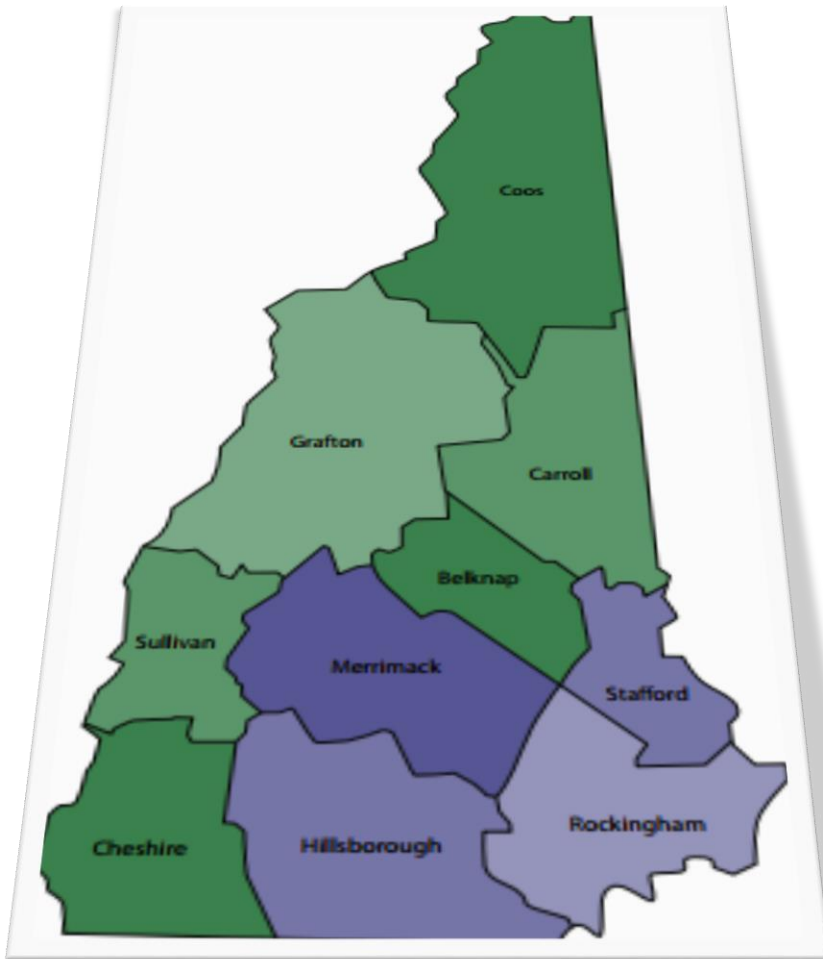 Coos
Grafton
Carroll
Belknap
Sullivan
Merrimack
Stafford
Rockingham
Hillsborough
Cheshire